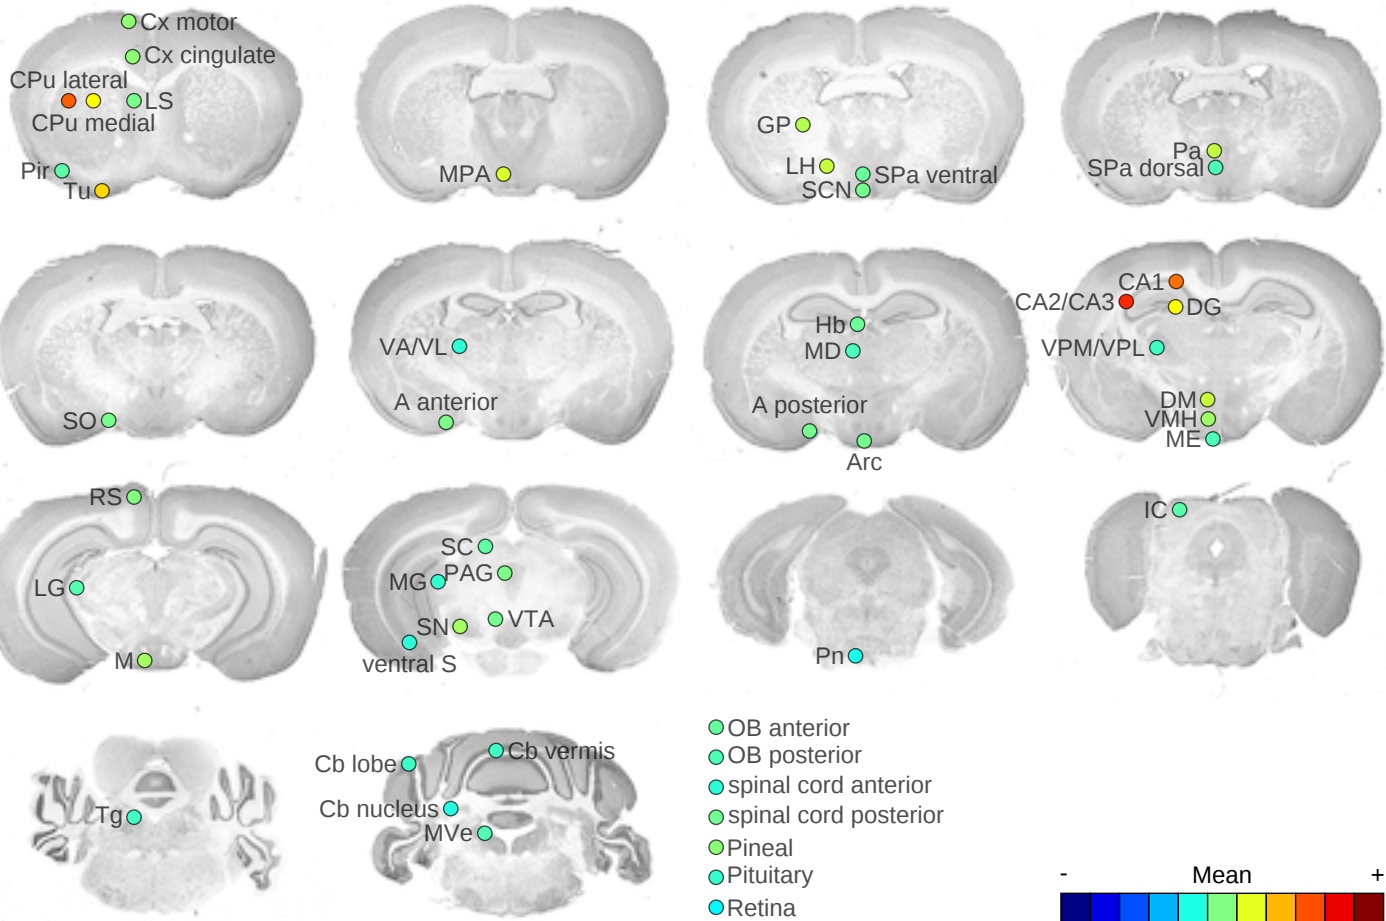 Cx motor
Cx cingulate
CPu lateral
LS
CPu medial
Pir
Tu
MPA
GP
LH
SPa ventral
SCN
Pa
SPa dorsal
SO
VA/VL
A anterior
Hb
MD
A posterior
Arc
CA1
CA2/CA3
DG
VPM/VPL
DM
VMH
ME
RS
LG
M
SC
MG
PAG
SN
VTA
ventral S
Pn
IC
Tg
Cb lobe
Cb vermis
Cb nucleus
MVe
OB anterior
OB posterior
spinal cord anterior
spinal cord posterior
Pineal
Pituitary
Retina
- Mean +